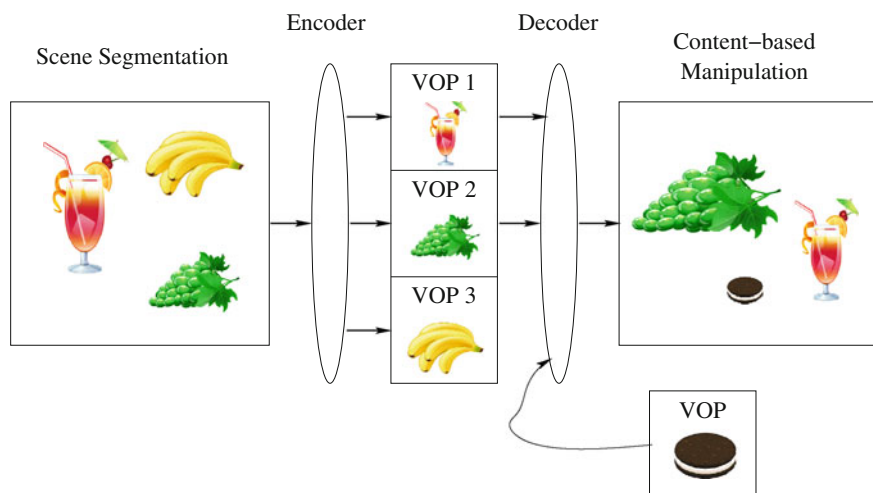 Scene Segmentation
Encoder
Decoder
Content−based
Manipulation
VOP 1
VOP 2
VOP 3
VOP